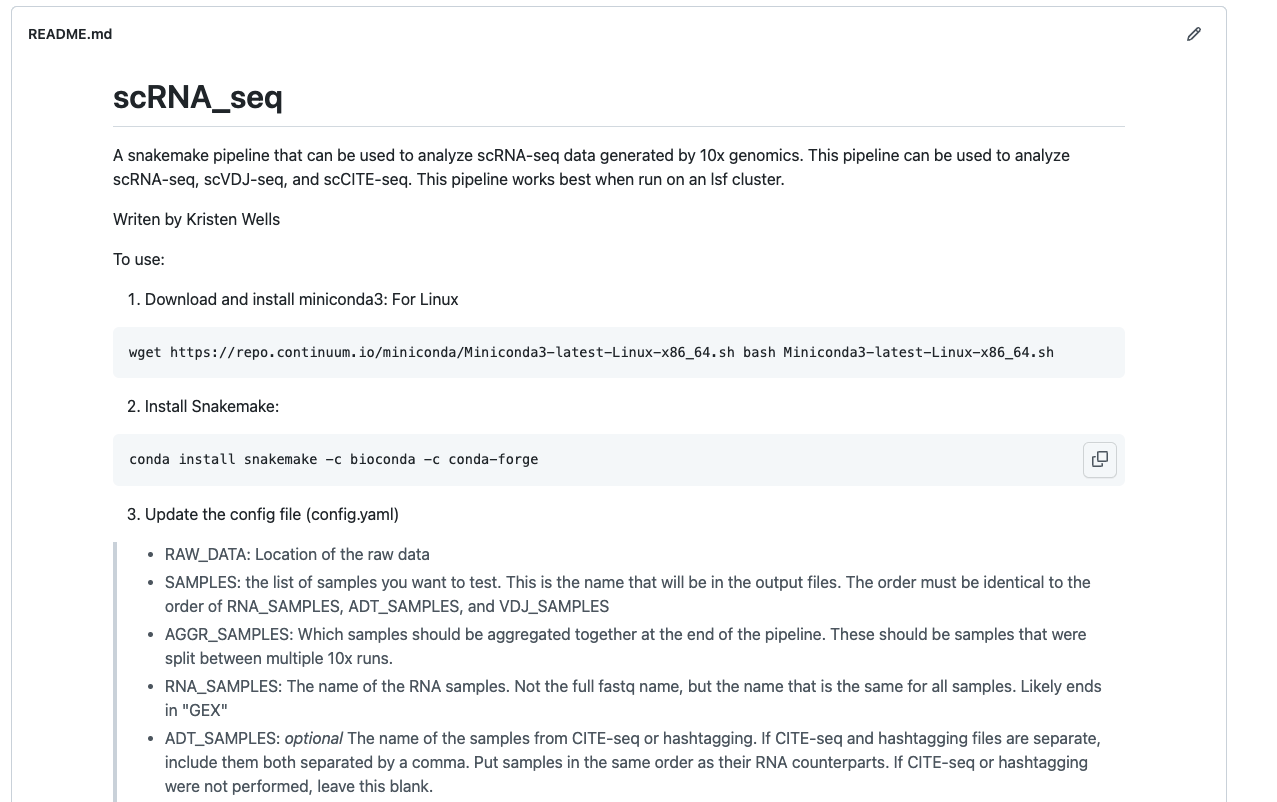 README.md
scRNA_seq
A snakemake pipeline that can be used to analyze scRNA-seq data generated by 10x genomics. This pipeline can be used to analyze
scRNA-seq, scVDJ-seq, and scCITE-seq. This pipeline works best when run on an lsf cluster.
Writen by Kristen Wells
To use:
1. Download and install miniconda3: For Linux
wget https://repo.continuum.io/miniconda/Miniconda3-latest-Linux-x86_64.sh bash Miniconda3-latest-Linux-x86_64.sh
2. Install Snakemake:
conda install snakemake -c bioconda -c conda-forge
3. Update the config file (config.yaml)
• RAW_DATA: Location of the raw data
• SAMPLES: the list of samples you want to test. This is the name that will be in the output files. The order must be identical to the
order of RNA_SAMPLES, ADT_SAMPLES, and VDJ_SAMPLES
• AGGR_SAMPLES: Which samples should be aggregated together at the end of the pipeline. These should be samples that were
split between multiple 10x runs.
• RNA_SAMPLES: The name of the RNA samples. Not the full fastq name, but the name that is the same for all samples. Likely ends
in "GEX"
• ADT_SAMPLES: optional The name of the samples from CITE-seq or hashtagging. If CITE-seq and hashtagging files are separate,
include them both separated by a comma. Put samples in the same order as their RNA counterparts. If CITE-seq or hashtagging
were not performed, leave this blank.